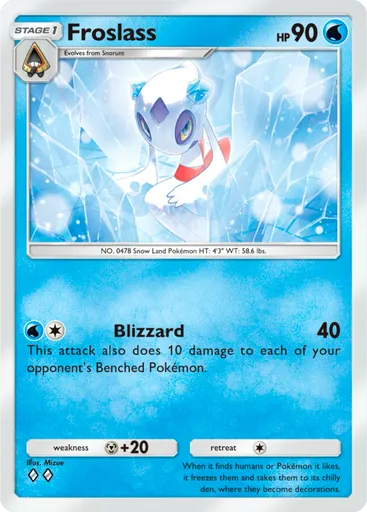 STAGE 1 Froslass HP 90
Evolves from Snorunt
NO. 0478 Snow Land Pokémon HT: 4'3" WT: 58.6 lbs.
Blizzard 40
This attack also does 10 damage to each of your
opponent's Benched Pokémon.
weakness +20 retreat
Illus. Mizue
When it finds humans or Pokémon it likes,
it freezes them and takes them to its chilly
den, where they become decorations.